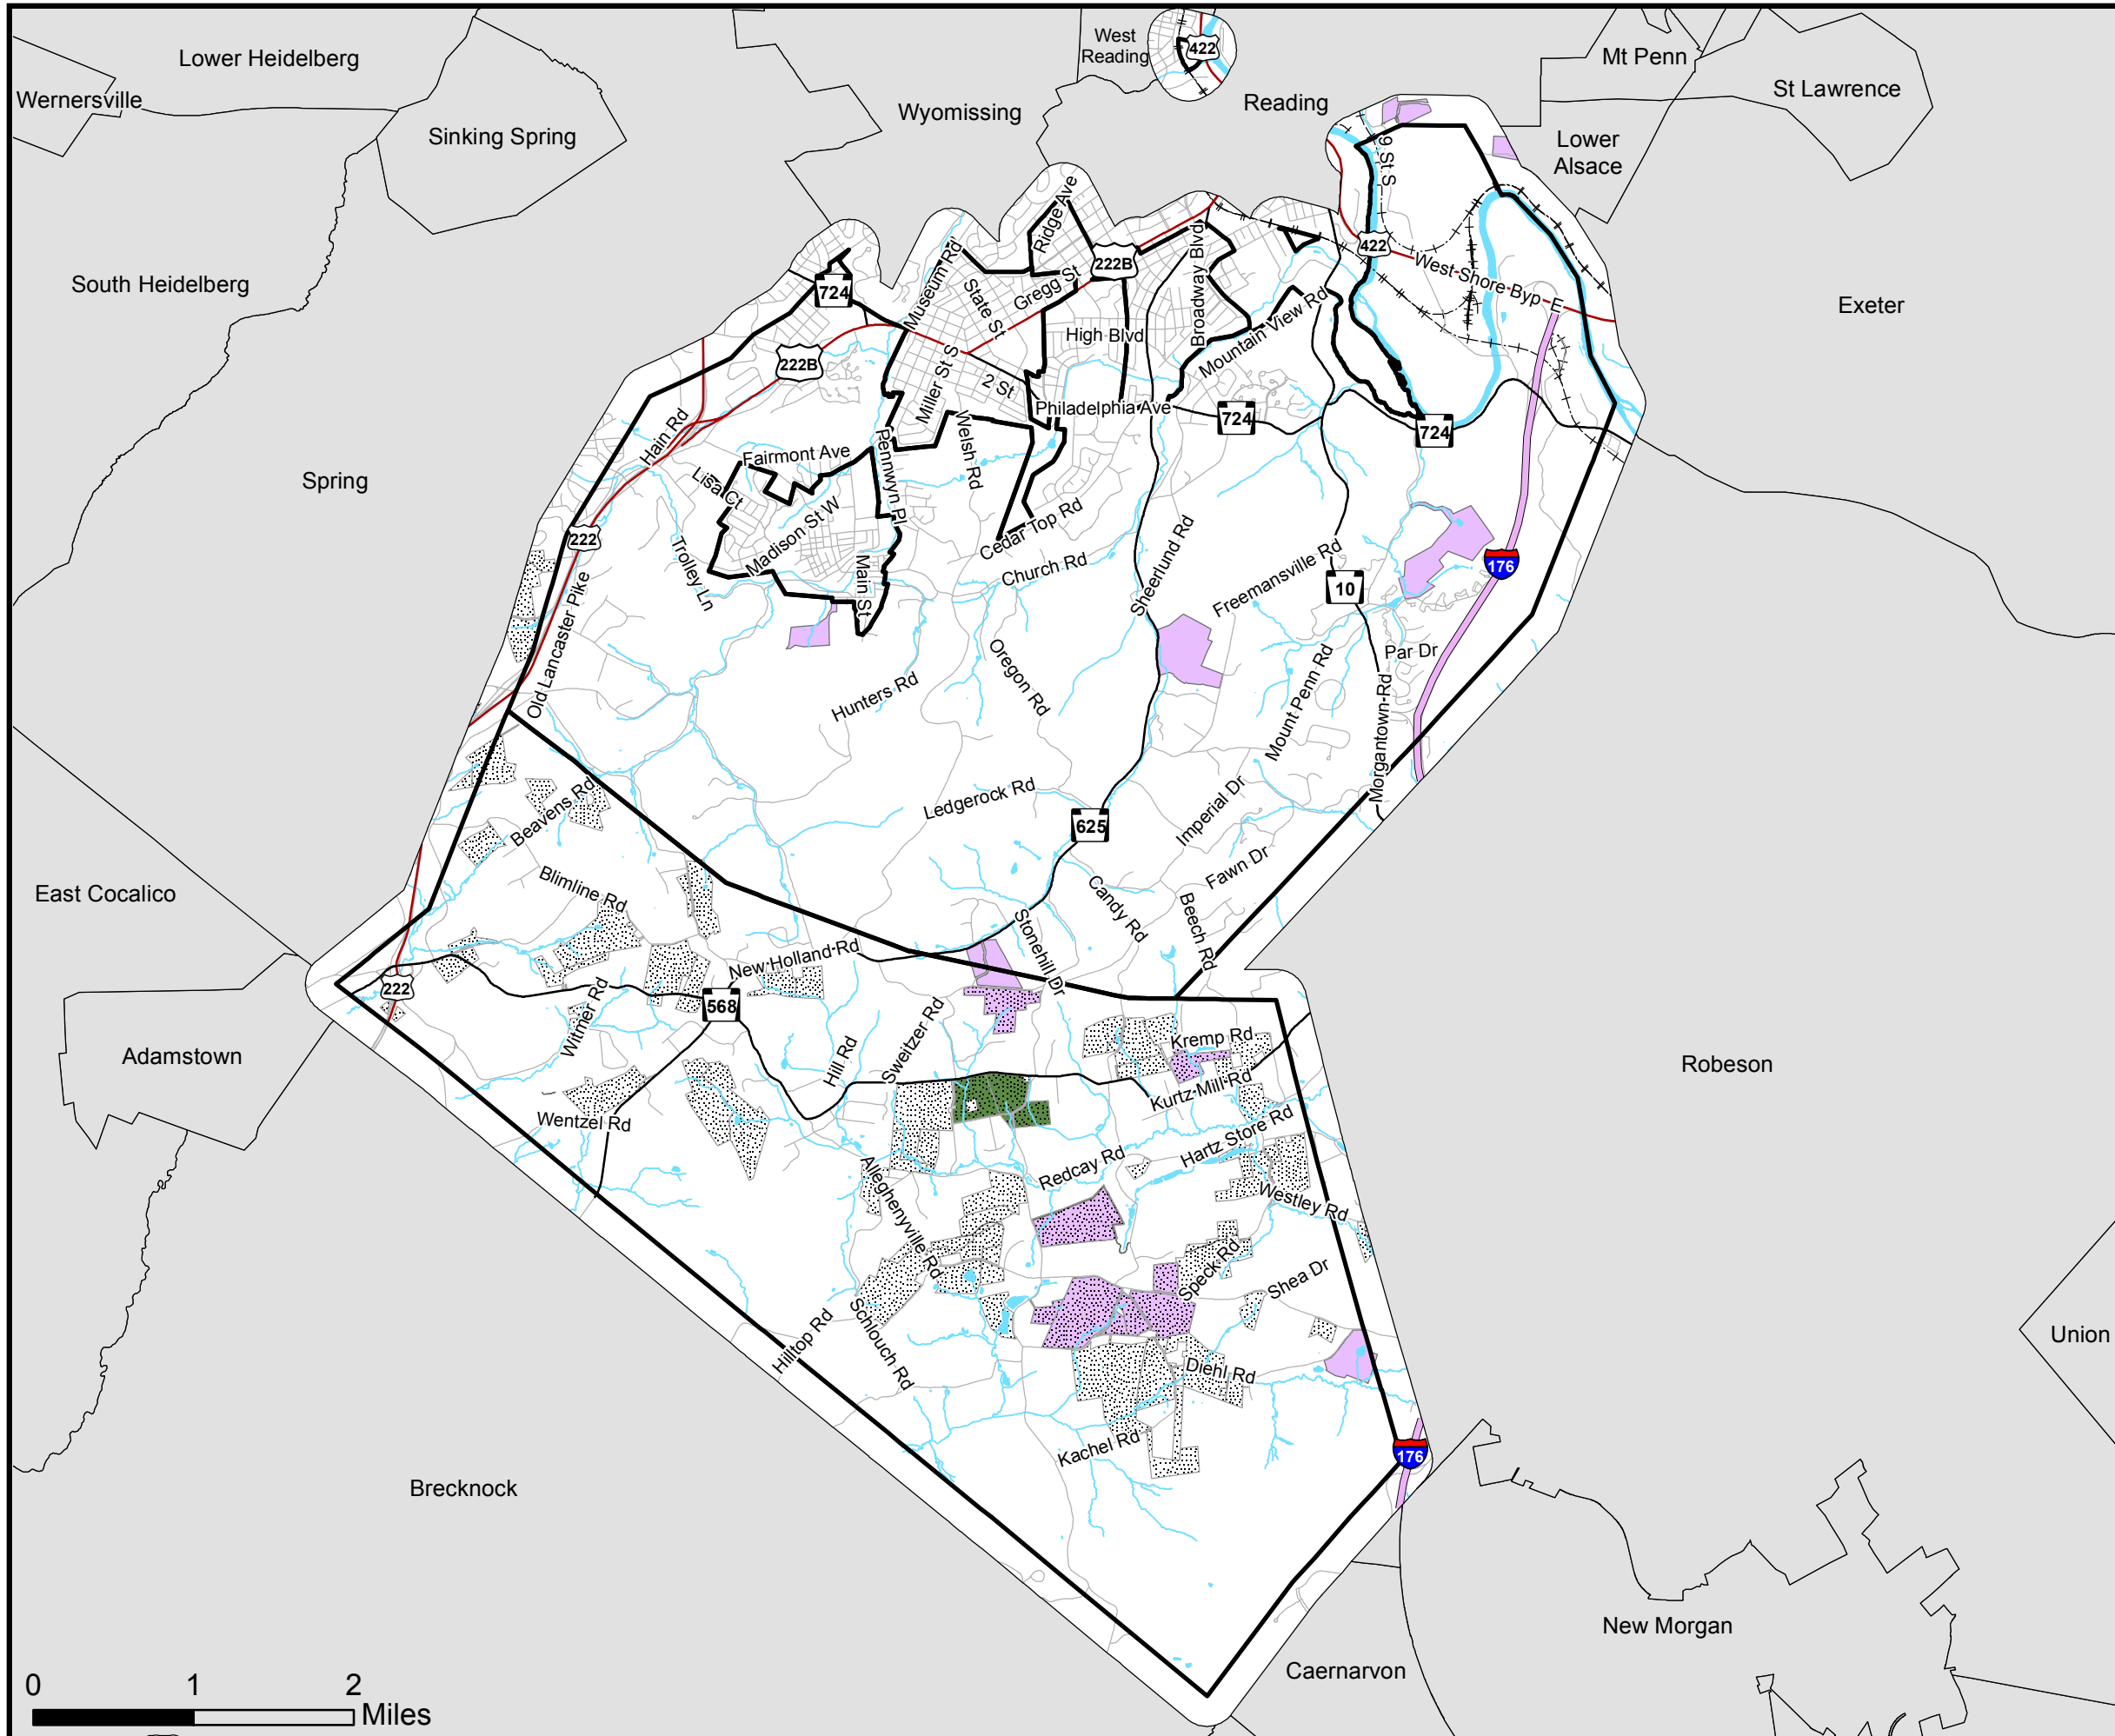 Lower Heidelberg
Wernersville
Sinking Spring
West
Reading
422
Wyomissing
Reading
Mt Penn
St Lawrence
Lower
Alsace
South Heidelberg
Exeter
Spring
9 St S
422
West Shore Byp E
Ridge Ave
222B
Broadway Blvd
Museum Rd
State St
Gregg St
724
222B
High Blvd
Mountain View Rd
Miller St S
2 St
Philadelphia Ave
724
724
Hain Rd
Fairmont Ave
Pennwyn Pl
Welsh Rd
Lisa Ct
Madison St W
Cedar Top Rd
222
Trolley Ln
Main St
Church Rd
Sheerlund Rd
Freemansville Rd
10
176
Old Lancaster Pike
Hunters Rd
Oregon Rd
Mount Penn Rd
Par Dr
Morgantown Rd
Beavens Rd
Ledgerock Rd
625
Imperial Dr
Fawn Dr
East Cocalico
Blimline Rd
Candy Rd
Beech Rd
Stonehill Dr
New Holland Rd
222
568
Witmer Rd
Hill Rd
Sweitzer Rd
Kremp Rd
Adamstown
Robeson
Kurtz Mill Rd
Wentzel Rd
Hartz Store Rd
Redcay Rd
Alleghenyville Rd
Westley Rd
Speck Rd
Shea Dr
Hilltop Rd
Schlouch Rd
Union
Diehl Rd
Kachel Rd
176
Brecknock
New Morgan
Caernarvon
0 1 2
Miles